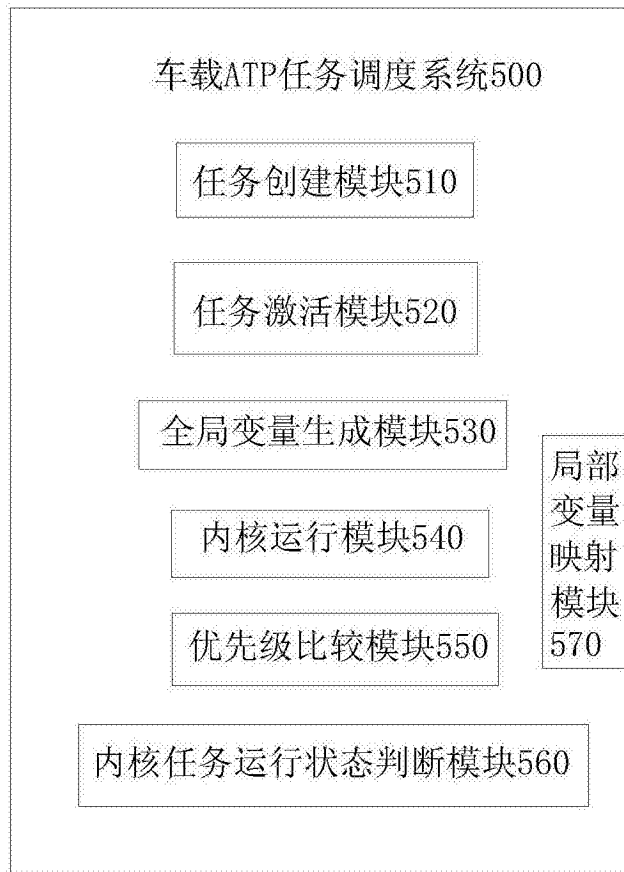 车载ATP任务调度系统500
任务创建模块510
任务激活模块520
全局变量生成模块530
内核运行模块540
优先级比较模块550
内核任务运行状态判断模块560
局部
变量
映射
模块
570